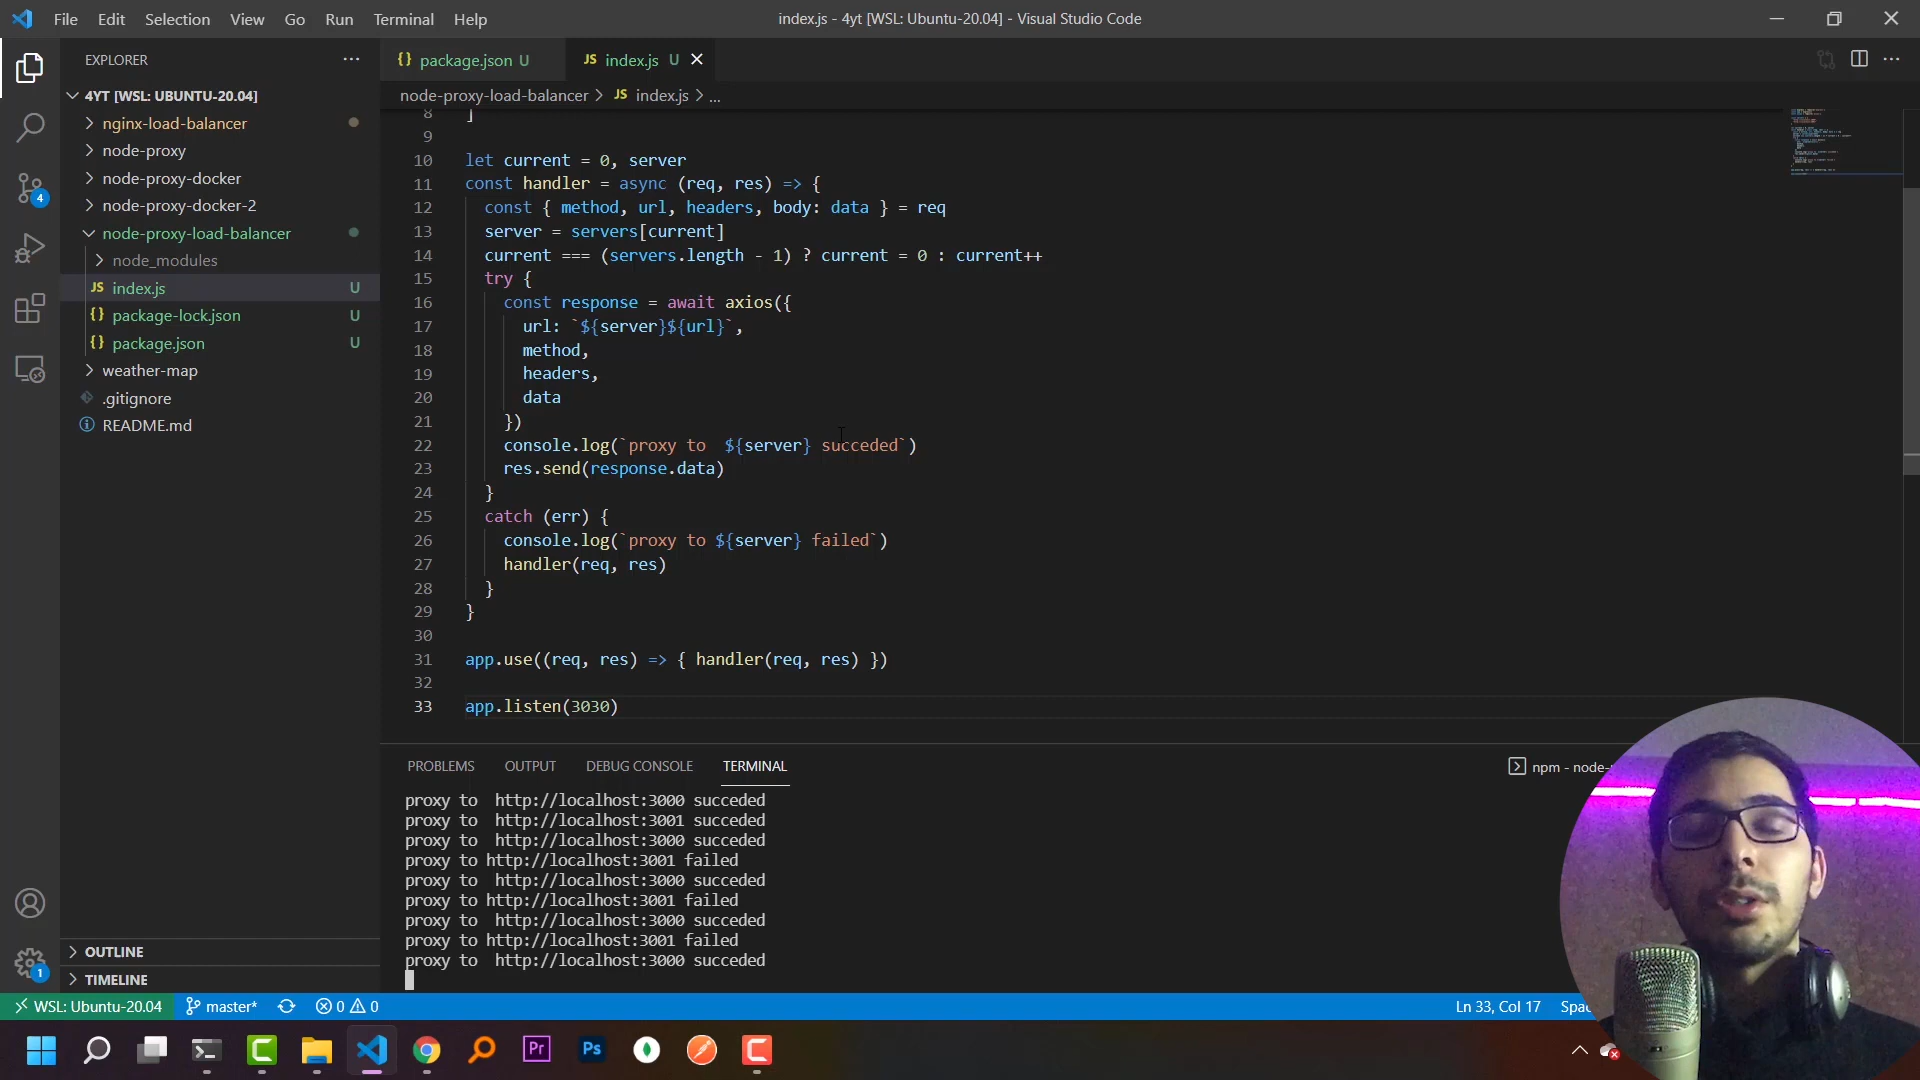 File Edit Selection View Go Run Terminal Help
index.js - 4yt [WSL: Ubuntu-20.04] - Visual Studio Code
EXPLORER
4YT [WSL: UBUNTU-20.04]
nginx-load-balancer
node-proxy
node-proxy-docker
node-proxy-docker-2
node-proxy-load-balancer
node_modules
JS index.js U
{} package-lock.json U
{} package.json U
weather-map
.gitignore
README.md
OUTLINE
TIMELINE
4
1
{} package.json U
JS index.js U
node-proxy-load-balancer > JS index.js > ...
8 ]
9
10 let current = 0, server
11 const handler = async (req, res) => {
12 const { method, url, headers, body: data } = req
13 server = servers[current]
14 current === (servers.length - 1) ? current = 0 : current++
15 try {
16 const response = await axios({
17 url: `${server}${url}`,
18 method,
19 headers,
20 data
21 })
22 console.log(`proxy to  ${server} succeded`)
23 res.send(response.data)
24 }
25 catch (err) {
26 console.log(`proxy to ${server} failed`)
27 handler(req, res)
28 }
29 }
30
31 app.use((req, res) => { handler(req, res) })
32
33 app.listen(3030)
PROBLEMS OUTPUT DEBUG CONSOLE TERMINAL
npm - node-
proxy to  http://localhost:3000 succeded
proxy to  http://localhost:3001 succeded
proxy to  http://localhost:3000 succeded
proxy to http://localhost:3001 failed
proxy to  http://localhost:3000 succeded
proxy to http://localhost:3001 failed
proxy to  http://localhost:3000 succeded
proxy to http://localhost:3001 failed
proxy to  http://localhost:3000 succeded
WSL: Ubuntu-20.04 master* 0 0
Ln 33, Col 17
Pr
Ps